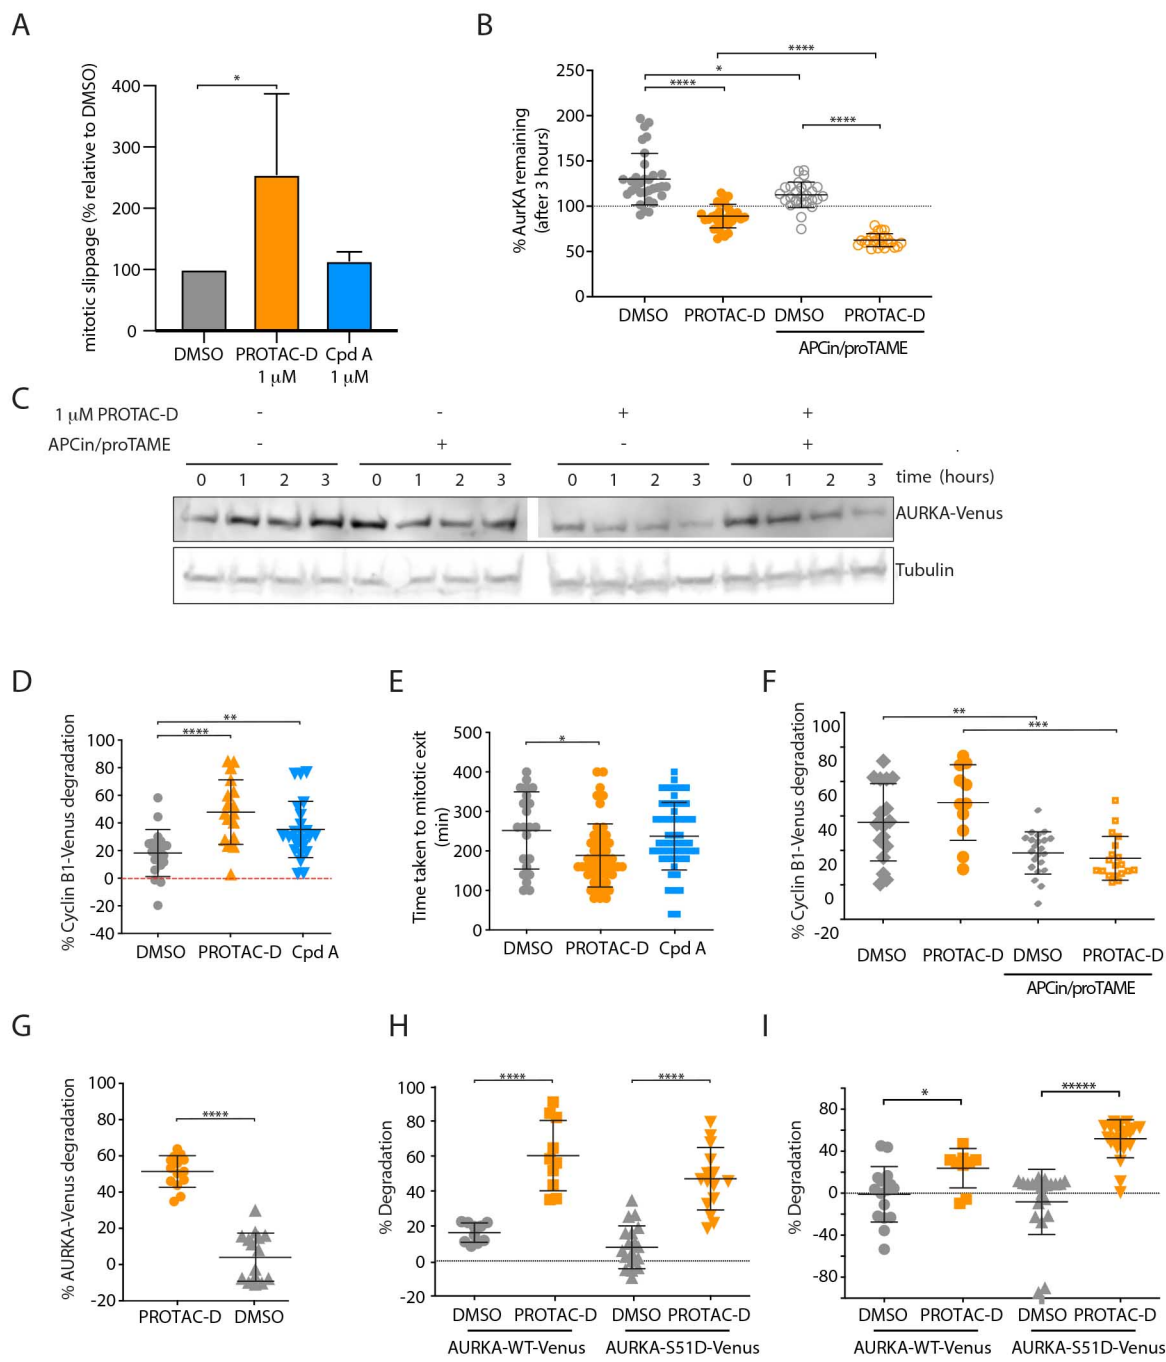 A
mitotic slippage (% relative to DMSO)
400
300
200
100
0
*
DMSO
PROTAC-D
1 μM
Cpd A
1 μM
B
% AurKA remaining
(after 3 hours)
250
200
150
100
50
0
****
*
****
****
DMSO PROTAC-D DMSO PROTAC-D
APCin/proTAME
C
1 μM PROTAC-D - - + +
APCin/proTAME - + - +
0 1 2 3 0 1 2 3 0 1 2 3 0 1 2 3 time (hours)
AURKA-Venus
Tubulin
D
% Cyclin B1-Venus degradation
100
80
60
40
20
0
-20
-40
**
****
DMSO PROTAC-D Cpd A
E
Time taken to mitotic exit
(min)
500
400
300
200
100
0
*
DMSO PROTAC-D Cpd A
F
% Cyclin B1-Venus degradation
100
80
60
40
20
0
-20
**
***
DMSO PROTAC-D DMSO PROTAC-D
APCin/proTAME
G
% AURKA-Venus degradation
100
80
60
40
20
0
-20
****
PROTAC-D DMSO
H
% Degradation
100
80
60
40
20
0
-20
****
****
DMSO PROTAC-D DMSO PROTAC-D
AURKA-WT-Venus AURKA-S51D-Venus
I
% Degradation
80
40
0
-40
-80
*
*****
DMSO PROTAC-D DMSO PROTAC-D
AURKA-WT-Venus AURKA-S51D-Venus